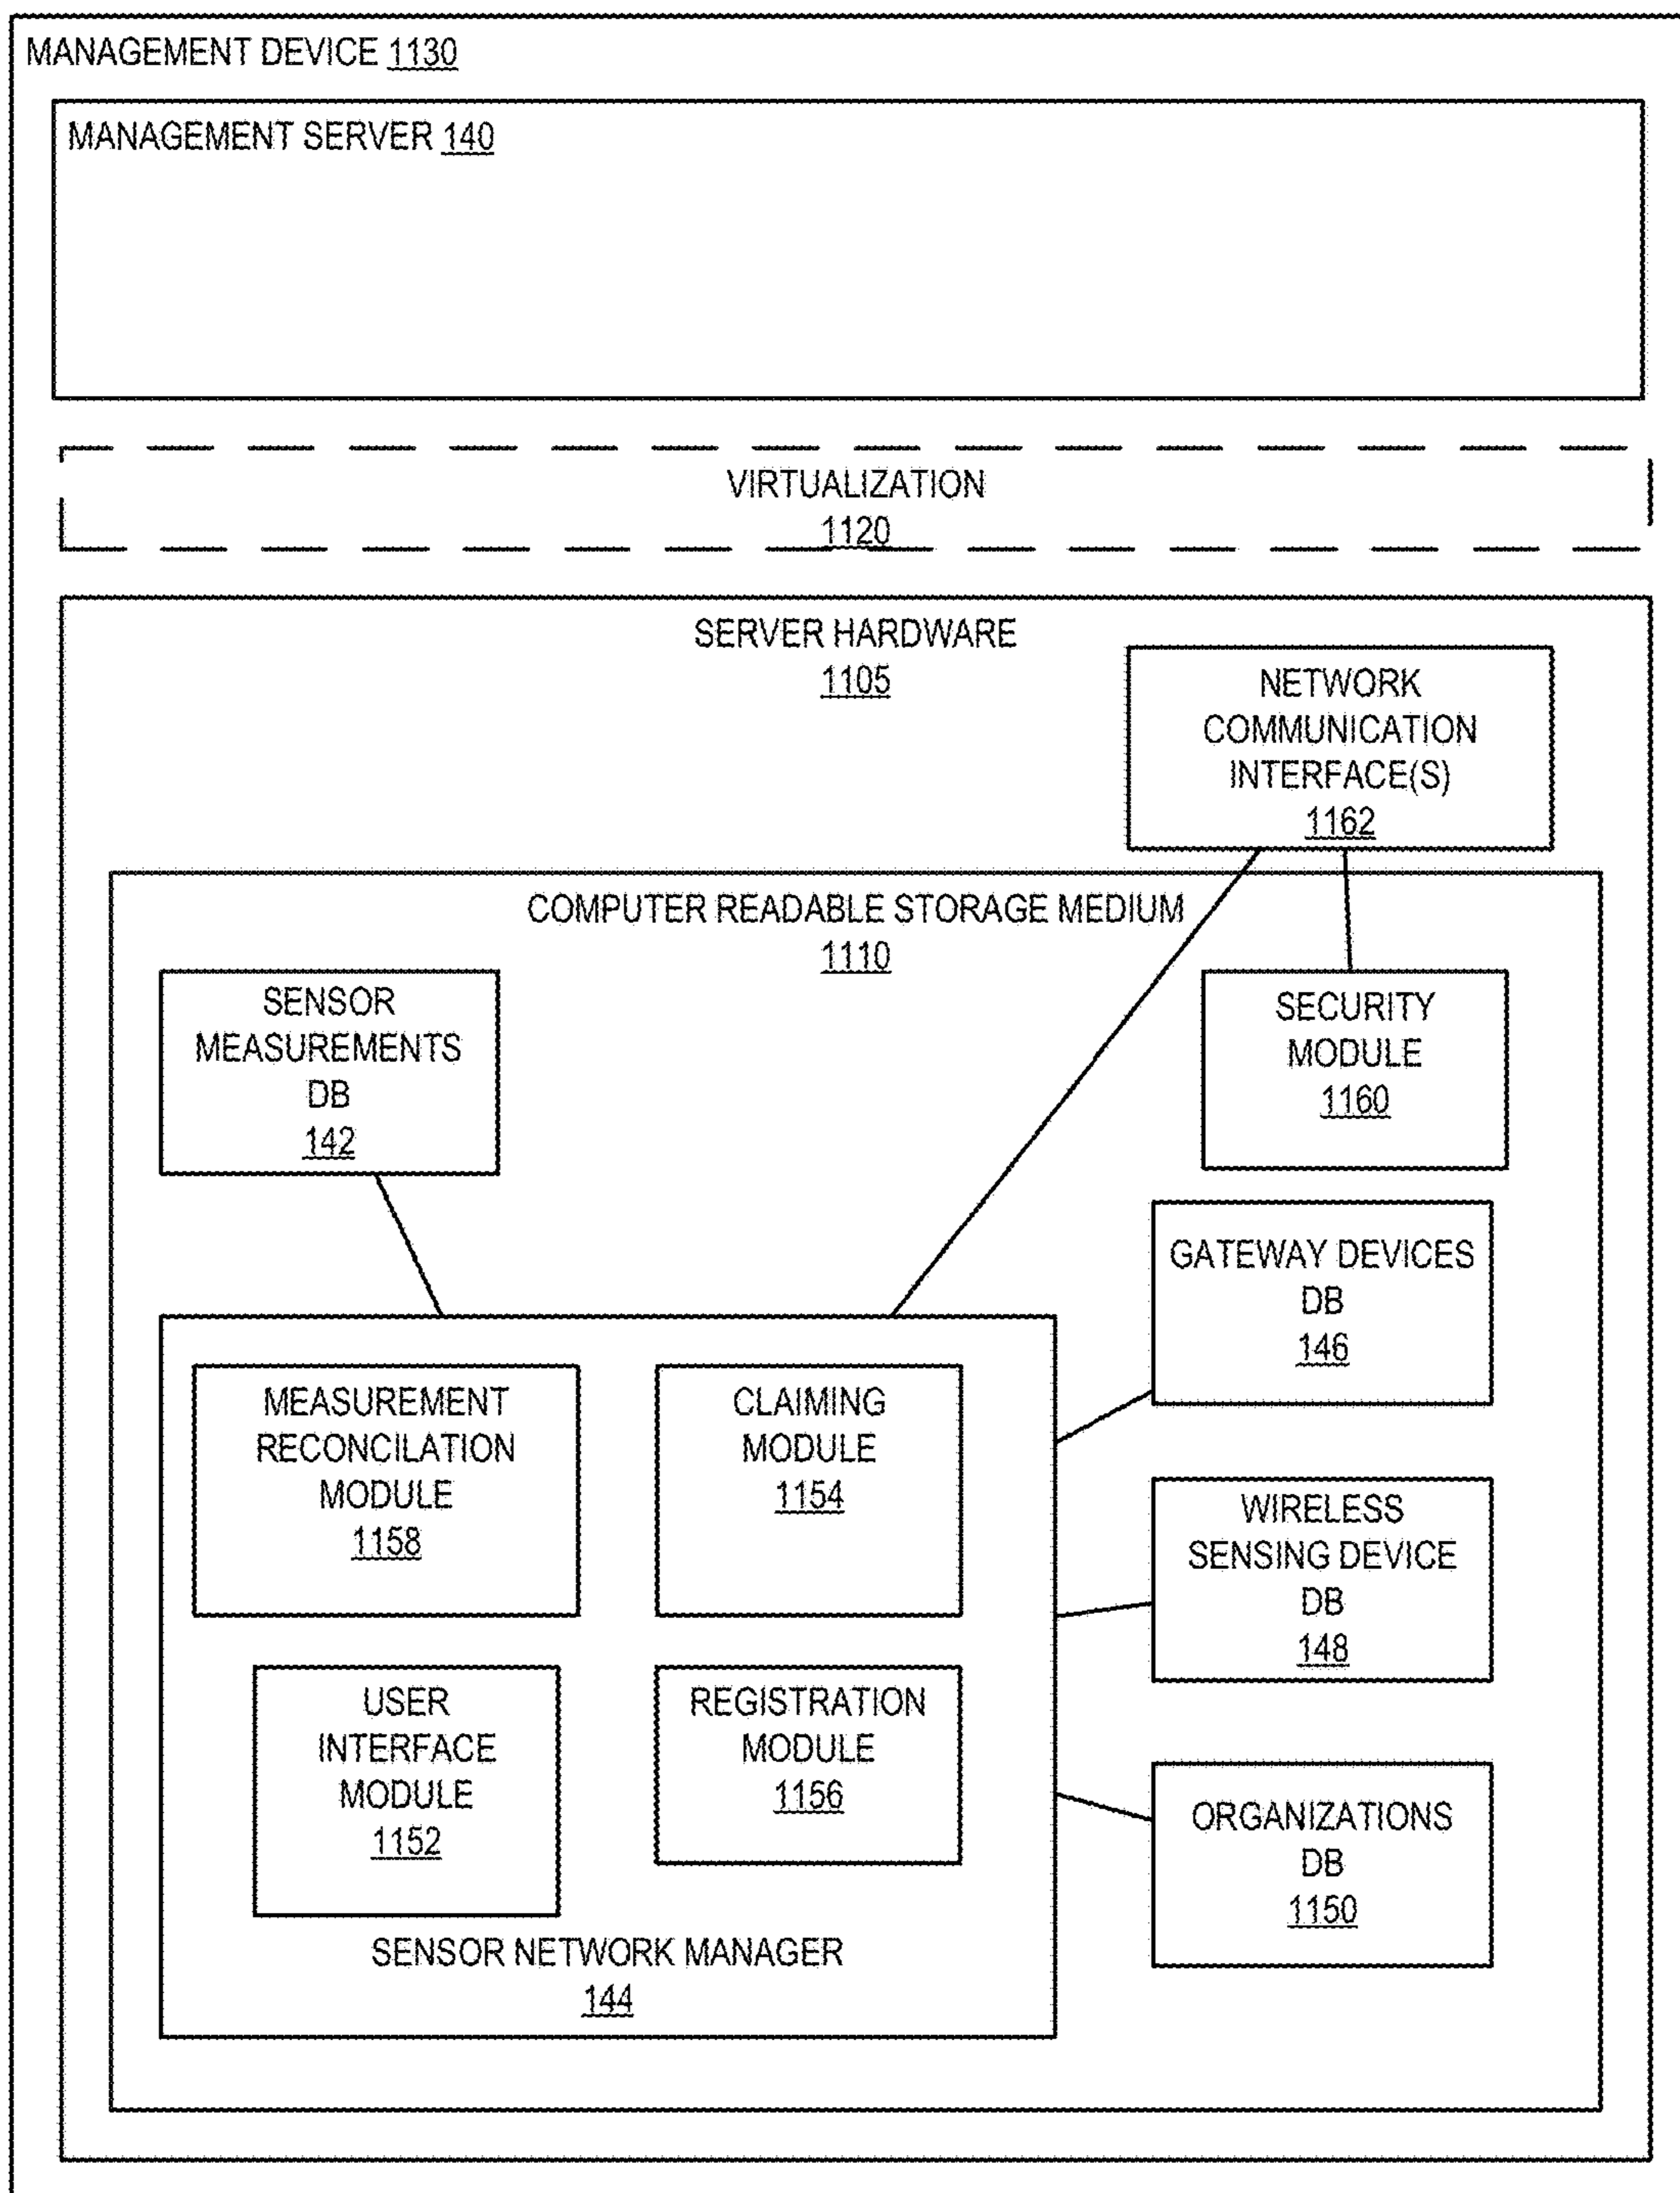 MANAGEMENT DEVICE 1130
MANAGEMENT SERVER 140
VIRTUALIZATION
1120
SERVER HARDWARE
1105
NETWORK
COMMUNICATION
INTERFACE(S)
1162
COMPUTER READABLE STORAGE MEDIUM
1110
SENSOR
MEASUREMENTS
DB
142
SECURITY
MODULE
1160
GATEWAY DEVICES
DB
146
MEASUREMENT
RECONCILATION
MODULE
1158
CLAIMING
MODULE
1154
WIRELESS
SENSING DEVICE
DB
148
USER
INTERFACE
MODULE
1152
REGISTRATION
MODULE
1156
ORGANIZATIONS
DB
1150
SENSOR NETWORK MANAGER
144